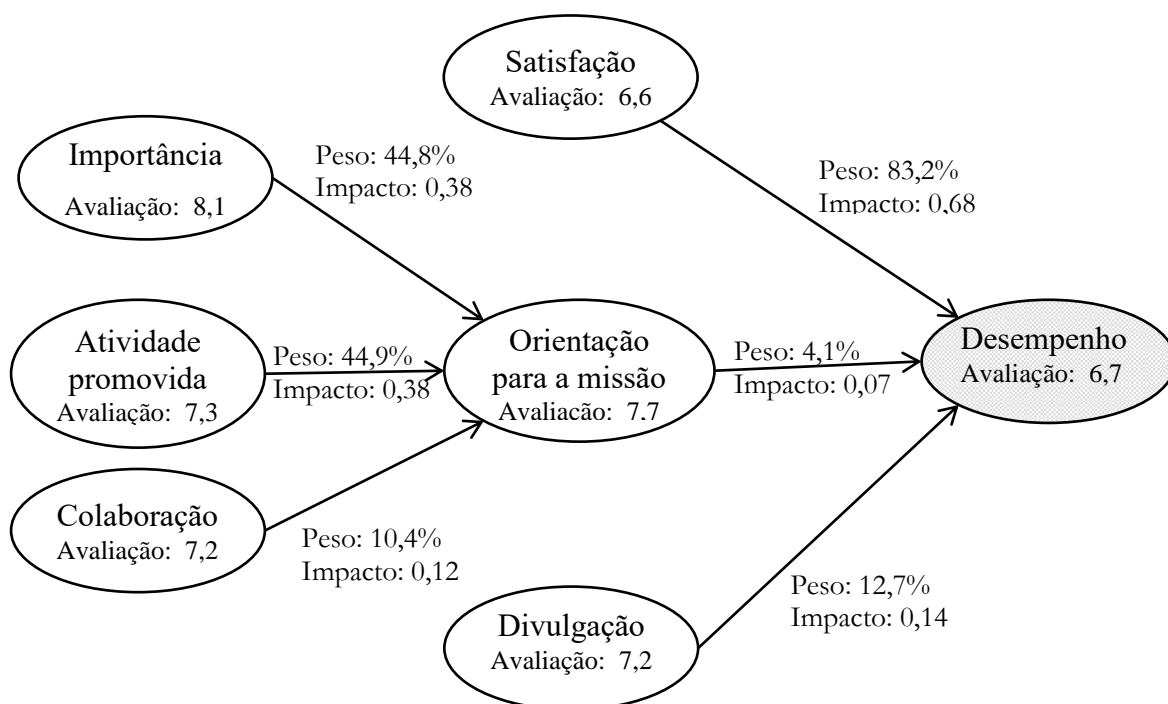 Satisfação
Avaliação: 6,6
Importância
Avaliação: 8,1
Peso: 44,8%
Impacto: 0,38
Peso: 83,2%
Impacto: 0,68
Atividade
promovida
Avaliação: 7,3
Peso: 44,9%
Impacto: 0,38
Orientação
para a missão
Avaliacão: 7.7
Peso: 4,1%
Impacto: 0,07
Desempenho
Avaliação: 6,7
Colaboração
Avaliação: 7,2
Peso: 10,4%
Impacto: 0,12
Divulgação
Avaliação: 7,2
Peso: 12,7%
Impacto: 0,14